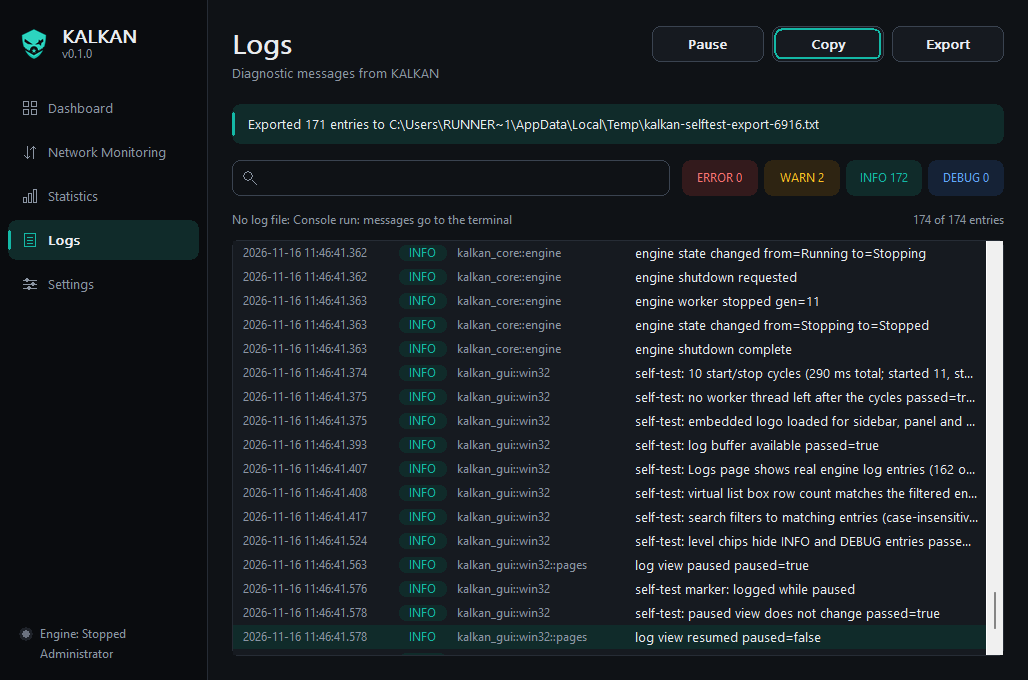 KALKAN
v0.1.0
Dashboard
Network Monitoring
Statistics
Logs
Settings
Engine: Stopped
Administrator
Logs
Diagnostic messages from KALKAN
Pause
Copy
Export
Exported 171 entries to C:\Users\RUNNER~1\AppData\Local\Temp\kalkan-selftest-export-6916.txt
ERROR 0
WARN 2
INFO 172
DEBUG 0
No log file: Console run: messages go to the terminal
174 of 174 entries
2026-11-16 11:46:41.362 INFO kalkan_core::engine engine state changed from=Running to=Stopping
2026-11-16 11:46:41.362 INFO kalkan_core::engine engine shutdown requested
2026-11-16 11:46:41.363 INFO kalkan_core::engine engine worker stopped gen=11
2026-11-16 11:46:41.363 INFO kalkan_core::engine engine state changed from=Stopping to=Stopped
2026-11-16 11:46:41.363 INFO kalkan_core::engine engine shutdown complete
2026-11-16 11:46:41.374 INFO kalkan_gui::win32 self-test: 10 start/stop cycles (290 ms total; started 11, st...
2026-11-16 11:46:41.375 INFO kalkan_gui::win32 self-test: no worker thread left after the cycles passed=tr...
2026-11-16 11:46:41.375 INFO kalkan_gui::win32 self-test: embedded logo loaded for sidebar, panel and ...
2026-11-16 11:46:41.393 INFO kalkan_gui::win32 self-test: log buffer available passed=true
2026-11-16 11:46:41.407 INFO kalkan_gui::win32 self-test: Logs page shows real engine log entries (162 o...
2026-11-16 11:46:41.408 INFO kalkan_gui::win32 self-test: virtual list box row count matches the filtered en...
2026-11-16 11:46:41.417 INFO kalkan_gui::win32 self-test: search filters to matching entries (case-insensitiv...
2026-11-16 11:46:41.524 INFO kalkan_gui::win32 self-test: level chips hide INFO and DEBUG entries passe...
2026-11-16 11:46:41.563 INFO kalkan_gui::win32::pages log view paused paused=true
2026-11-16 11:46:41.576 INFO kalkan_gui::win32 self-test marker: logged while paused
2026-11-16 11:46:41.578 INFO kalkan_gui::win32 self-test: paused view does not change passed=true
2026-11-16 11:46:41.578 INFO kalkan_gui::win32::pages log view resumed paused=false